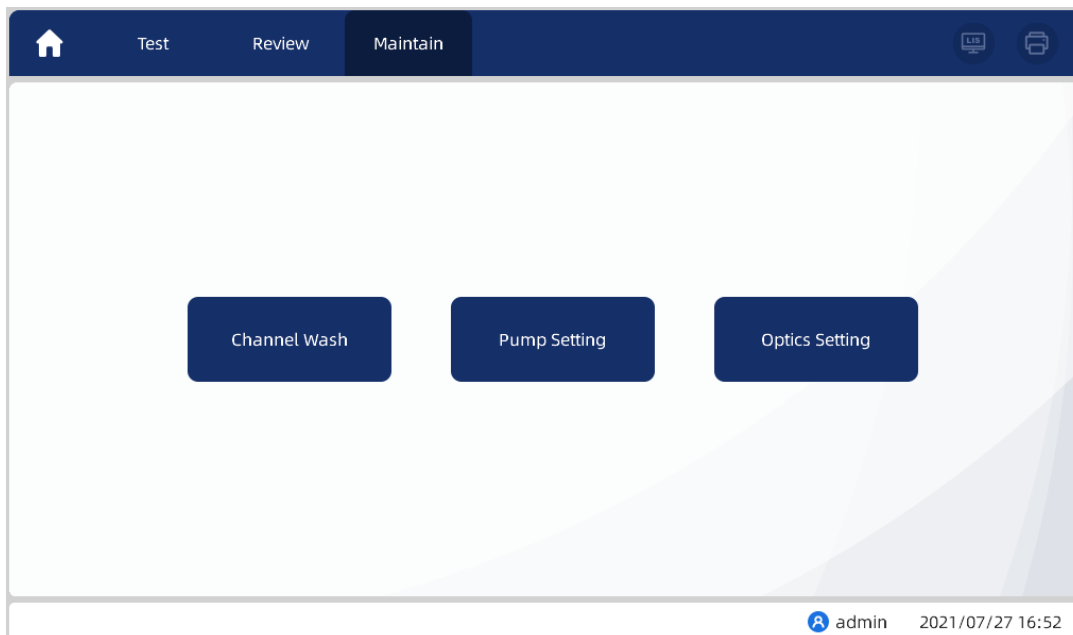 Test Review Maintain
LIS
Channel Wash Pump Setting Optics Setting
admin 2021/07/27 16:52